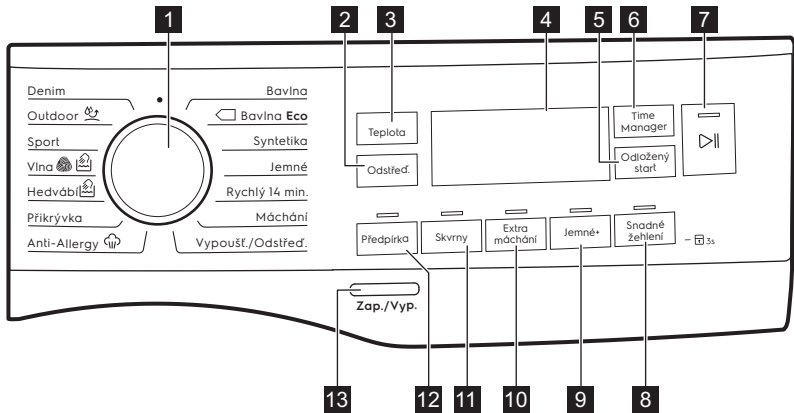 1
2
3
4
5
6
7
Denim
Outdoor
Sport
Vlna
Hedvábí
Přikrývka
Anti-Allergy
Bavlna
Bavlna Eco
Syntetika
Jemné
Rychlý 14 min.
Máchání
Vypoušť./Odstřeď.
Teplota
Odstřeď.
Time
Manager
Odložený
start
Předpírka
Skvrny
Extra
máchání
Jemné+
Snadné
žehlení
3s
Zap./Vyp.
13
12
11
10
9
8